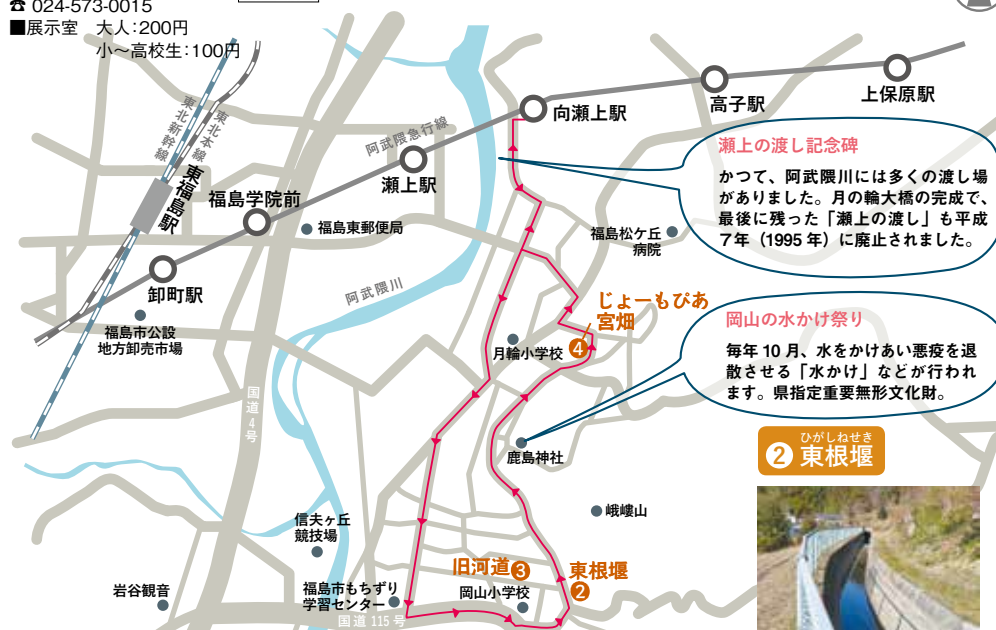 ☎ 024-573-0015
■展示室 大人:200円
小〜高校生:100円
東北新幹線
東北本線
東福島駅
阿武隈急行線
向瀬上駅
高子駅
上保原駅
瀬上駅
福島学院前
卸町駅
福島東郵便局
福島市公設
地方卸売市場
阿武隈川
瀬上の渡し記念碑
かつて、阿武隈川には多くの渡し場
がありました。月の輪大橋の完成で、
最後に残った「瀬上の渡し」も平成
7年(1995 年)に廃止されました。
福島松ケ丘
病院
じょーもぴあ
宮畑
4
月輪小学校
岡山の水かけ祭り
毎年 10 月、水をかけあい悪疫を退
散させる「水かけ」などが行われ
ます。県指定重要無形文化財。
国道4号
鹿島神社
ひがしねせき
2 東根堰
信夫ヶ丘
競技場
峨嶁山
旧河道 3
東根堰
2
岩谷観音
福島市もちずり
学習センター
岡山小学校
国道 115 号